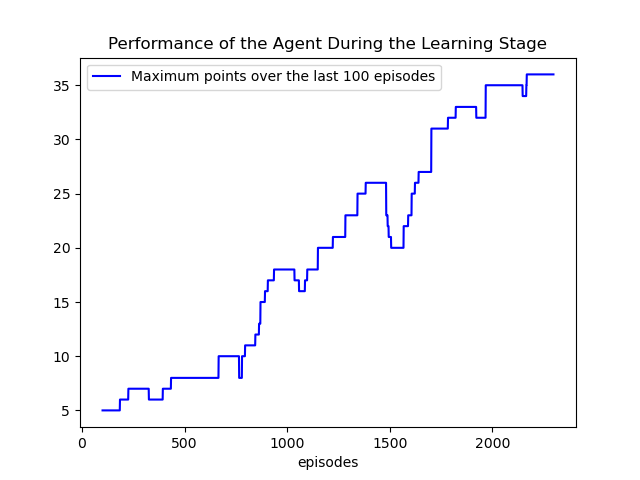 Performance of the Agent During the Learning Stage
Maximum points over the last 100 episodes
35
30
25
20
15
10
5
0 500 1000 1500 2000
episodes